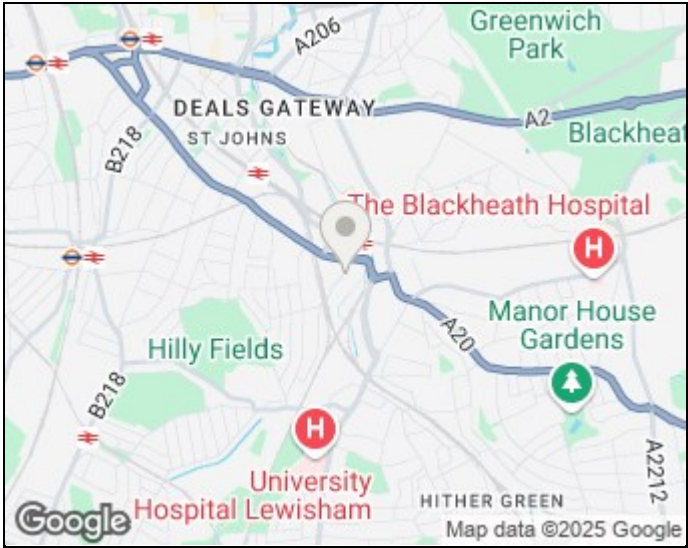 A206
Greenwich
Park
DEALS GATEWAY
ST JOHNS
A2
Blackheat
B218
The Blackheath Hospital
H
Manor House
Gardens
A20
Hilly Fields
B218
H
University
Hospital Lewisham
HITHER GREEN
A2212
Google
Map data ©2025 Google